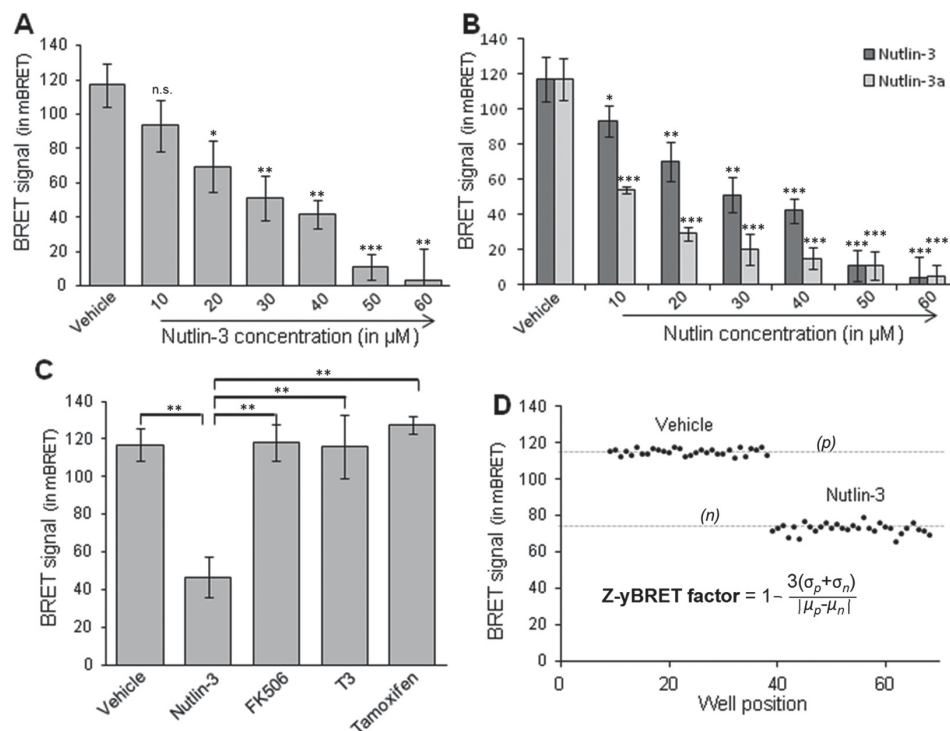 A
BRET signal (in mBRET)
140
120
100
80
60
40
20
0
n.s.
*
**
**
***
**
Vehicle
10
20
30
40
50
60
Nutlin-3 concentration (in µM)
B
BRET signal (in mBRET)
140
120
100
80
60
40
20
0
Nutlin-3
Nutlin-3a
*
***
**
***
**
***
***
***
***
***
***
***
Vehicle
10
20
30
40
50
60
Nutlin concentration (in µM)
C
BRET signal (in mBRET)
140
120
100
80
60
40
20
0
**
**
**
**
Vehicle
Nutlin-3
FK506
T3
Tamoxifen
D
BRET signal (in mBRET)
140
120
100
80
60
40
20
0
Vehicle
(p)
Nutlin-3
(n)
Z-yBRET factor = 1 − 3(σp+σn) / |μp-μn|
0
20
40
60
Well position